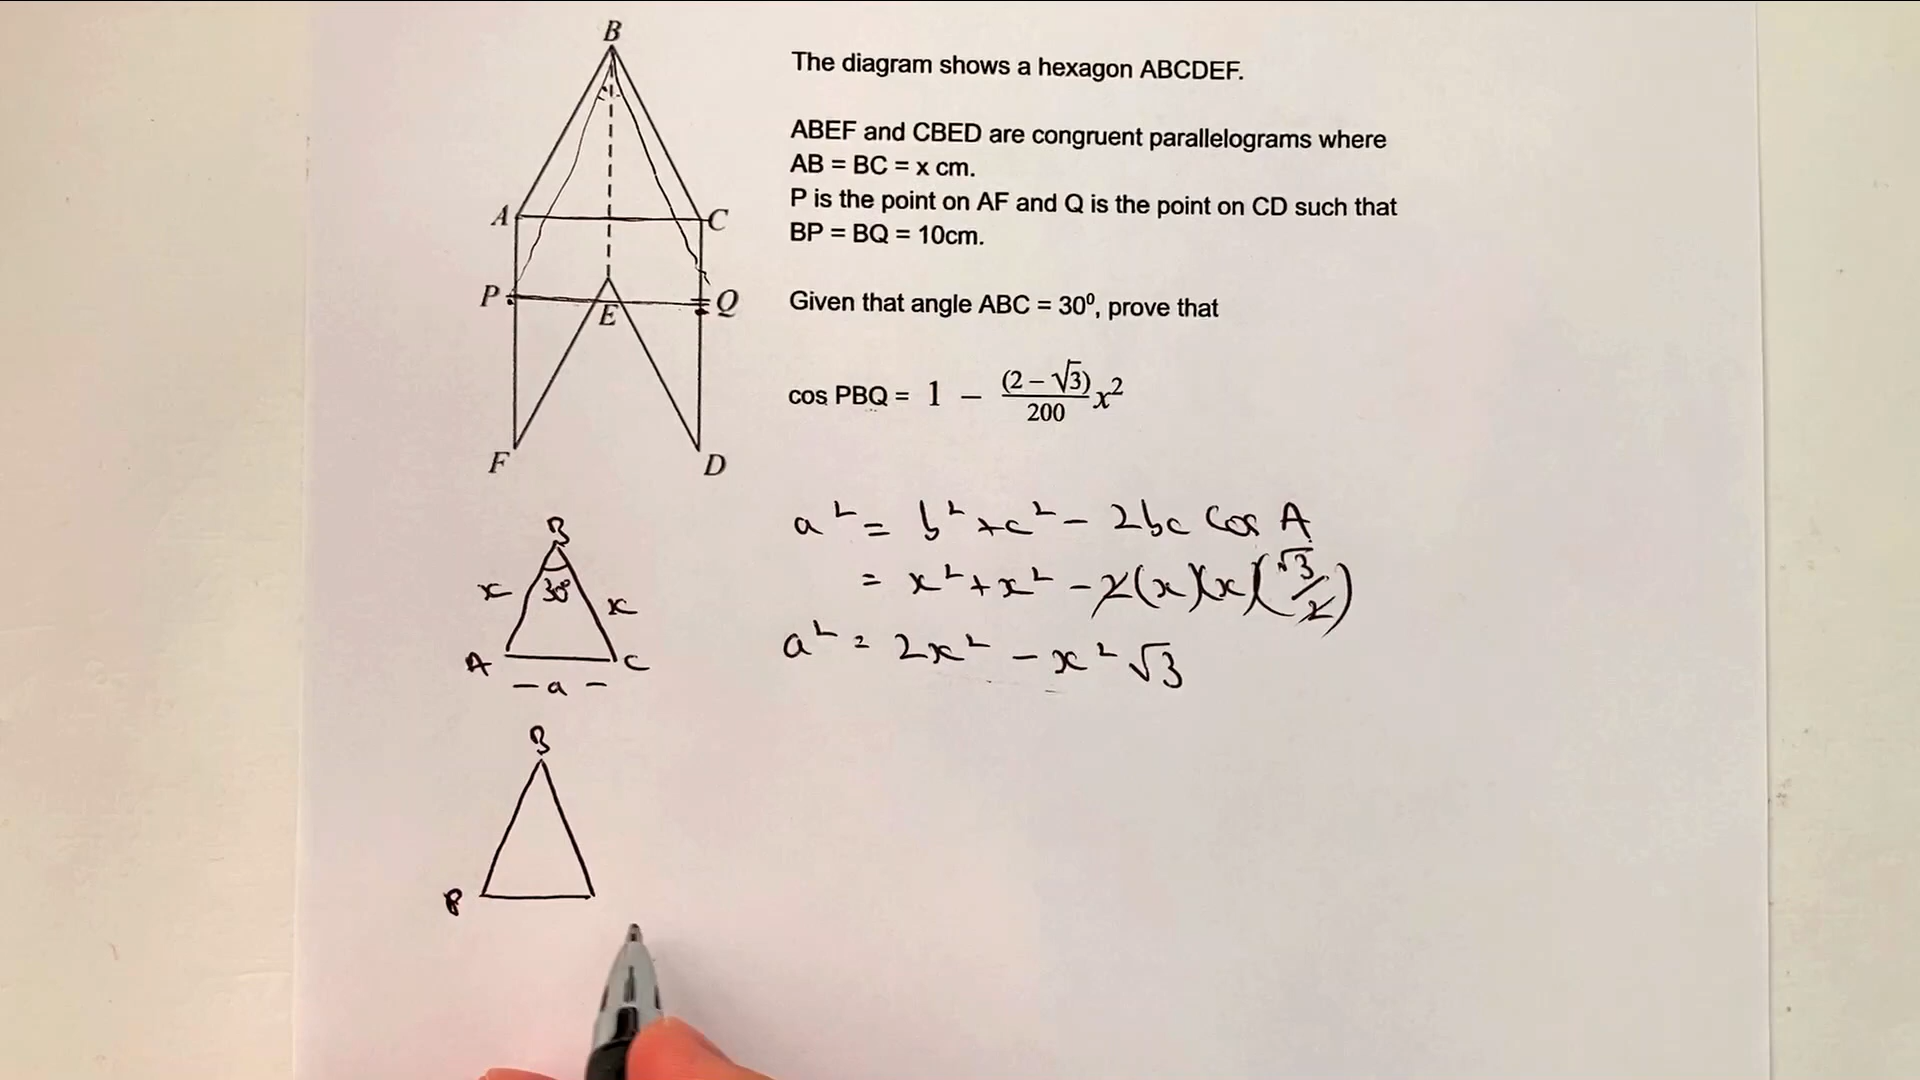 B
The diagram shows a hexagon ABCDEF.
ABEF and CBED are congruent parallelograms where
AB = BC = x cm.
P is the point on AF and Q is the point on CD such that
BP = BQ = 10cm.
A C
P Q
E
Given that angle ABC = 30⁰, prove that
cos PBQ = 1 − (2 − √3)/200 x²
F D
B
x 30° x
A C
– a –
a² = b² + c² – 2bc Cos A
= x² + x² – 2(x)(x)(√3/2)
a² = 2x² – x²√3
B
P